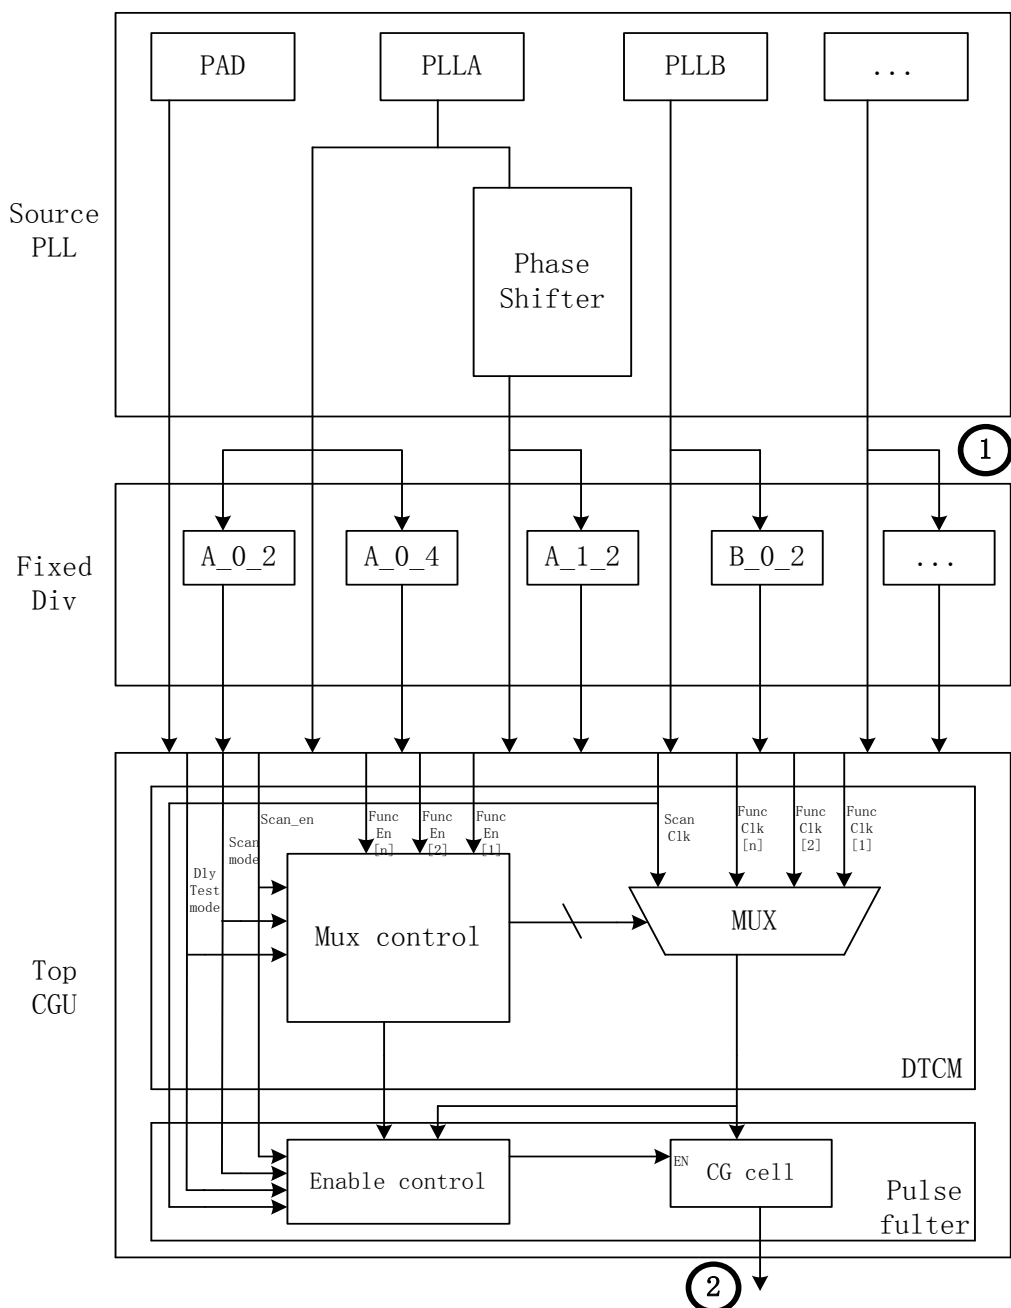 PAD
PLLA
PLLB
...
Source
PLL
Phase
Shifter
1
Fixed
Div
A_0_2
A_0_4
A_1_2
B_0_2
...
Top
CGU
Dly
Test
mode
Scan
mode
Scan_en
Func
En
[n]
Func
En
[2]
Func
En
[1]
Scan
Clk
Func
Clk
[n]
Func
Clk
[2]
Func
Clk
[1]
Mux control
MUX
DTCM
Enable control
EN
CG cell
Pulse
fulter
2